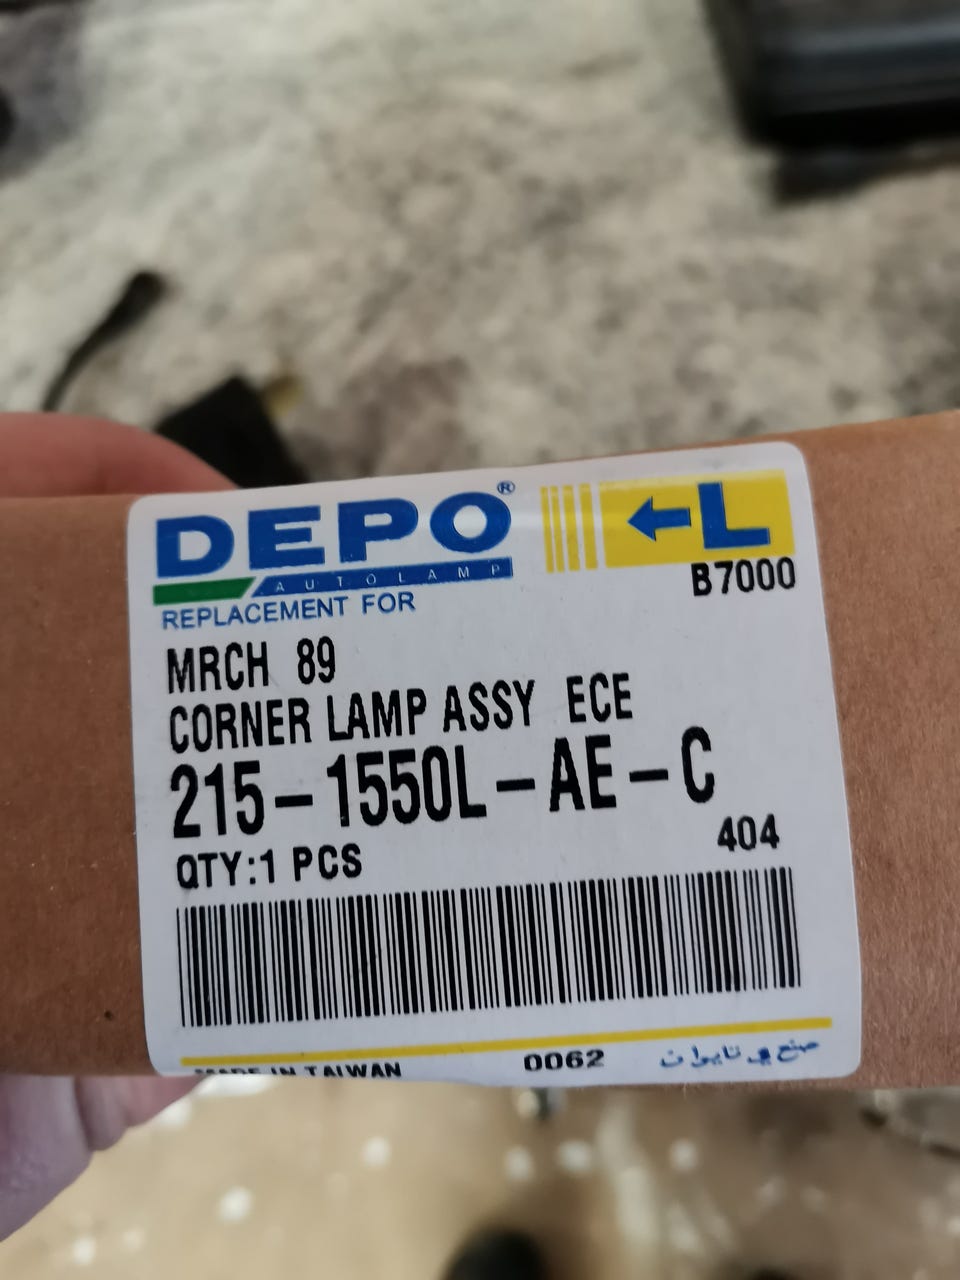 DEPO®
AUTOLAMP
REPLACEMENT FOR
←L
B7000
MRCH 89
CORNER LAMP ASSY ECE
215-1550L-AE-C
QTY:1 PCS
404
MADE IN TAIWAN
0062
صنع في تايوان